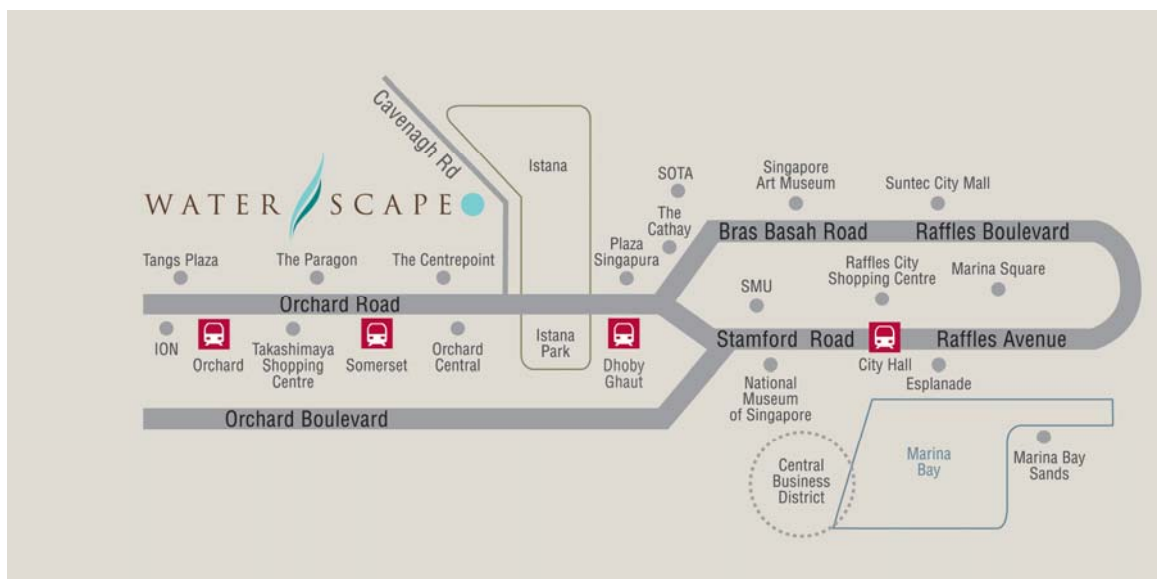 Cavenagh Rd
Istana
WATER SCAPE
SOTA
Singapore
Art Museum
Suntec City Mall
The
Cathay
Bras Basah Road
Raffles Boulevard
Tangs Plaza
The Paragon
The Centrepoint
Plaza
Singapura
SMU
Raffles City
Shopping Centre
Marina Square
Orchard Road
ION
Orchard
Takashimaya
Shopping
Centre
Somerset
Orchard
Central
Istana
Park
Dhoby
Ghaut
Stamford Road
Raffles Avenue
National
Museum
of Singapore
City Hall
Esplanade
Orchard Boulevard
Central
Business
District
Marina
Bay
Marina Bay
Sands